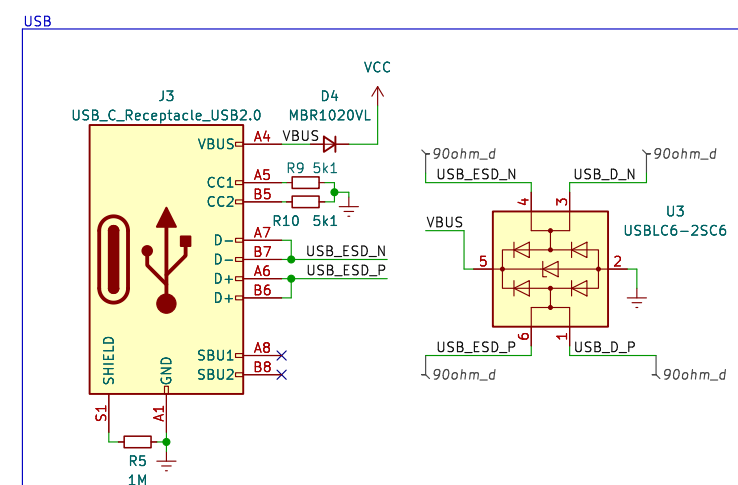 USB
VCC
J3
D4
USB_C_Receptacle_USB2.0
MBR1020VL
VBUS
A4
VBUS
CC1
A5
R9 5k1
CC2
B5
R10 5k1
D-
A7
D-
B7
USB_ESD_N
D+
A6
USB_ESD_P
D+
B6
SBU1
A8
SBU2
B8
SHIELD
GND
S1
A1
R5
1M
90ohm_d
90ohm_d
USB_ESD_N
USB_D_N
4
3
U3
USBLC6-2SC6
VBUS
5
2
6
1
USB_ESD_P
USB_D_P
90ohm_d
90ohm_d